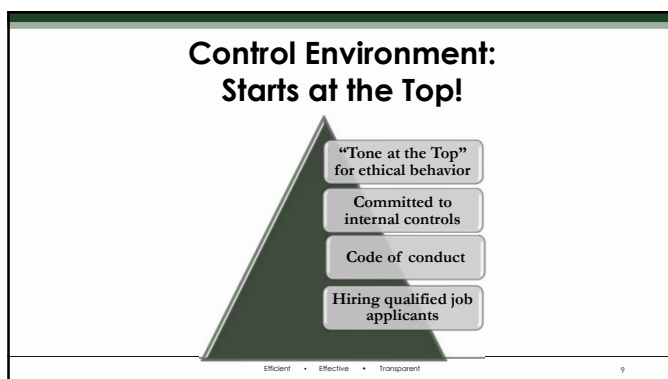 Control Environment:
Starts at the Top!
“Tone at the Top”
for ethical behavior
Committed to
internal controls
Code of conduct
Hiring qualified job
applicants
Efficient • Effective • Transparent
9